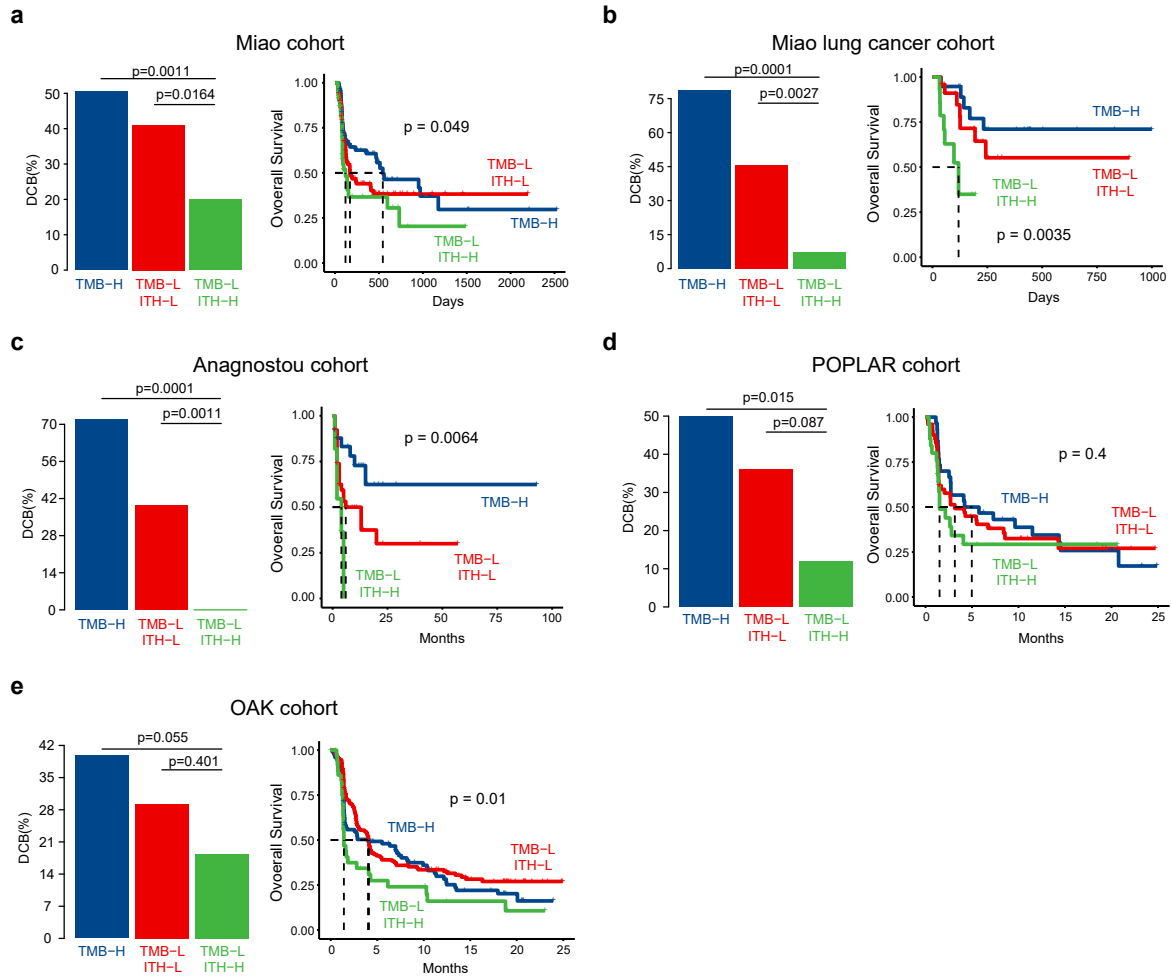 a
Miao cohort
p=0.0011
p=0.0164
DCB(%)
50
40
30
20
10
0
TMB−H
TMB−L
ITH−L
TMB−L
ITH−H
Ovoerall Survival
1.00
0.75
0.50
0.25
0.00
p = 0.049
TMB−L
ITH−L
TMB−H
TMB−L
ITH−H
0 500 1000 1500 2000 2500
Days
b
Miao lung cancer cohort
p=0.0001
p=0.0027
DCB(%)
75
60
45
30
15
0
TMB−H
TMB−L
ITH−L
TMB−L
ITH−H
Ovoerall Survival
1.00
0.75
0.50
0.25
0.00
TMB−H
TMB−L
ITH−L
TMB−L
ITH−H
p = 0.0035
0 250 500 750 1000
Days
c
Anagnostou cohort
p=0.0001
p=0.0011
DCB(%)
70
56
42
28
14
0
TMB−H
TMB−L
ITH−L
TMB−L
ITH−H
Ovoerall Survival
1.00
0.75
0.50
0.25
0.00
p = 0.0064
TMB−H
TMB−L
ITH−L
TMB−L
ITH−H
0 25 50 75 100
Months
d
POPLAR cohort
p=0.015
p=0.087
DCB(%)
50
40
30
20
10
0
TMB−H
TMB−L
ITH−L
TMB−L
ITH−H
Ovoerall Survival
1.00
0.75
0.50
0.25
0.00
p = 0.4
TMB−H
TMB−L
ITH−L
TMB−L
ITH−H
0 5 10 15 20 25
Months
e
OAK cohort
p=0.055
p=0.401
DCB(%)
42
35
28
21
14
7
0
TMB−H
TMB−L
ITH−L
TMB−L
ITH−H
Ovoerall Survival
1.00
0.75
0.50
0.25
0.00
p = 0.01
TMB−H
TMB−L
ITH−L
TMB−L
ITH−H
0 5 10 15 20 25
Months